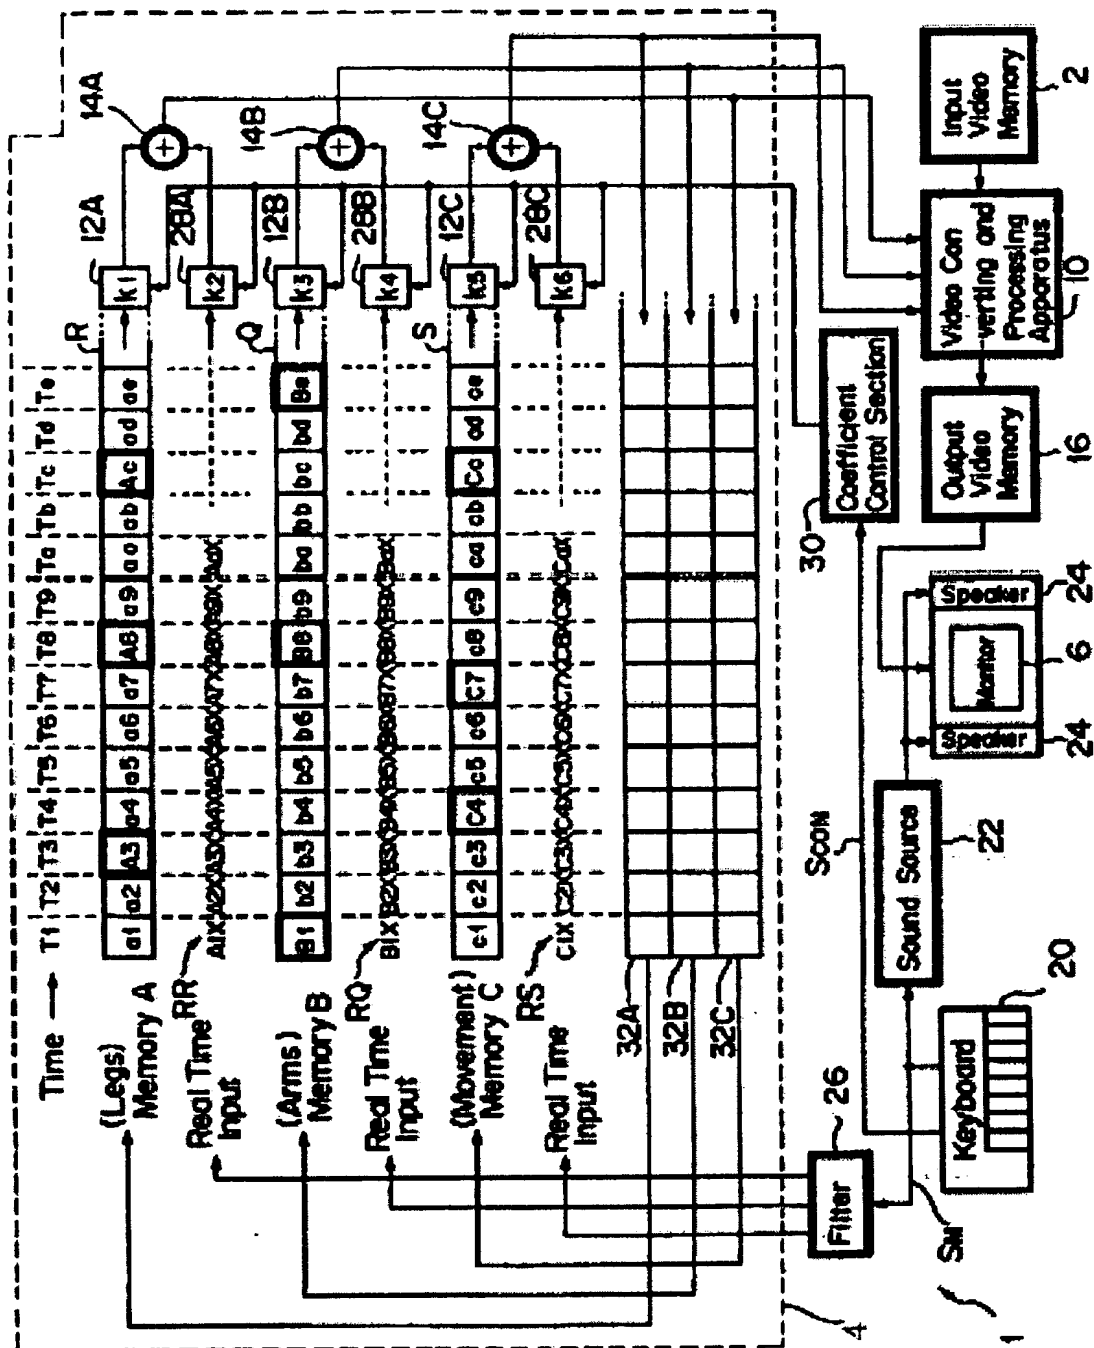 Time
T1 T2 T3 T4 T5 T6 T7 T8 T9 Ta Tb Tc Td Te
(Legs)
Memory A
a1 a2 A3 a4 a5 a6 a7 A8 a9 ab Ac ad ae
R
k1
12A
14A
RR
Real Time
Input
k2
28A
(Arms)
Memory B
B1 b2 b3 b4 b5 b6 b7 B8 b9 ba bb bc bd Be
Q
k3
12B
14B
RQ
Real Time
Input
k4
28B
(Movement)
Memory C
c1 c2 c3 C4 c5 c6 C7 c8 c9 ca Cc ce
S
k5
12C
14C
RS
Real Time
Input
k6
28C
32A
32B
32C
4
26
Filter
SCON
30
Coefficient
Control Section
Input
Video
Memory
2
Video Con
verting and
Processing
Apparatus
10
Output
Video
Memory
16
Speaker
24
Monitor
6
Speaker
24
Sound Source
22
Keyboard
20
SM
1